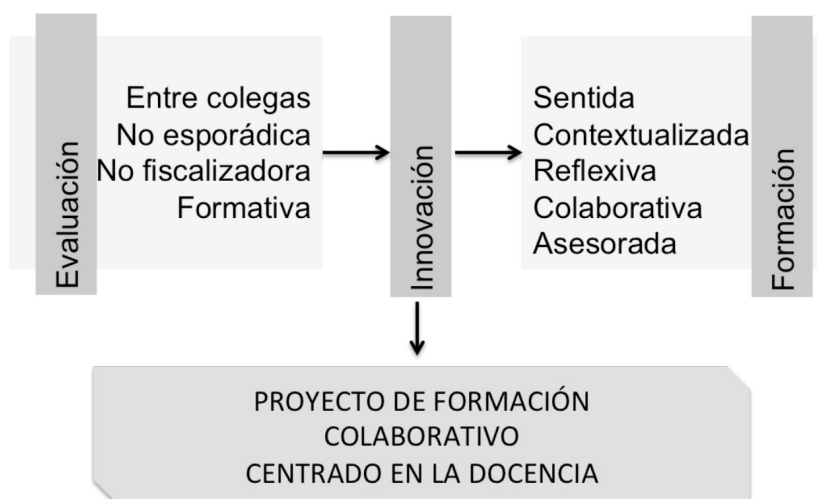 Evaluación
Entre colegas
No esporádica
No fiscalizadora
Formativa
Innovación
Sentida
Contextualizada
Reflexiva
Colaborativa
Asesorada
Formación
PROYECTO DE FORMACIÓN
COLABORATIVO
CENTRADO EN LA DOCENCIA